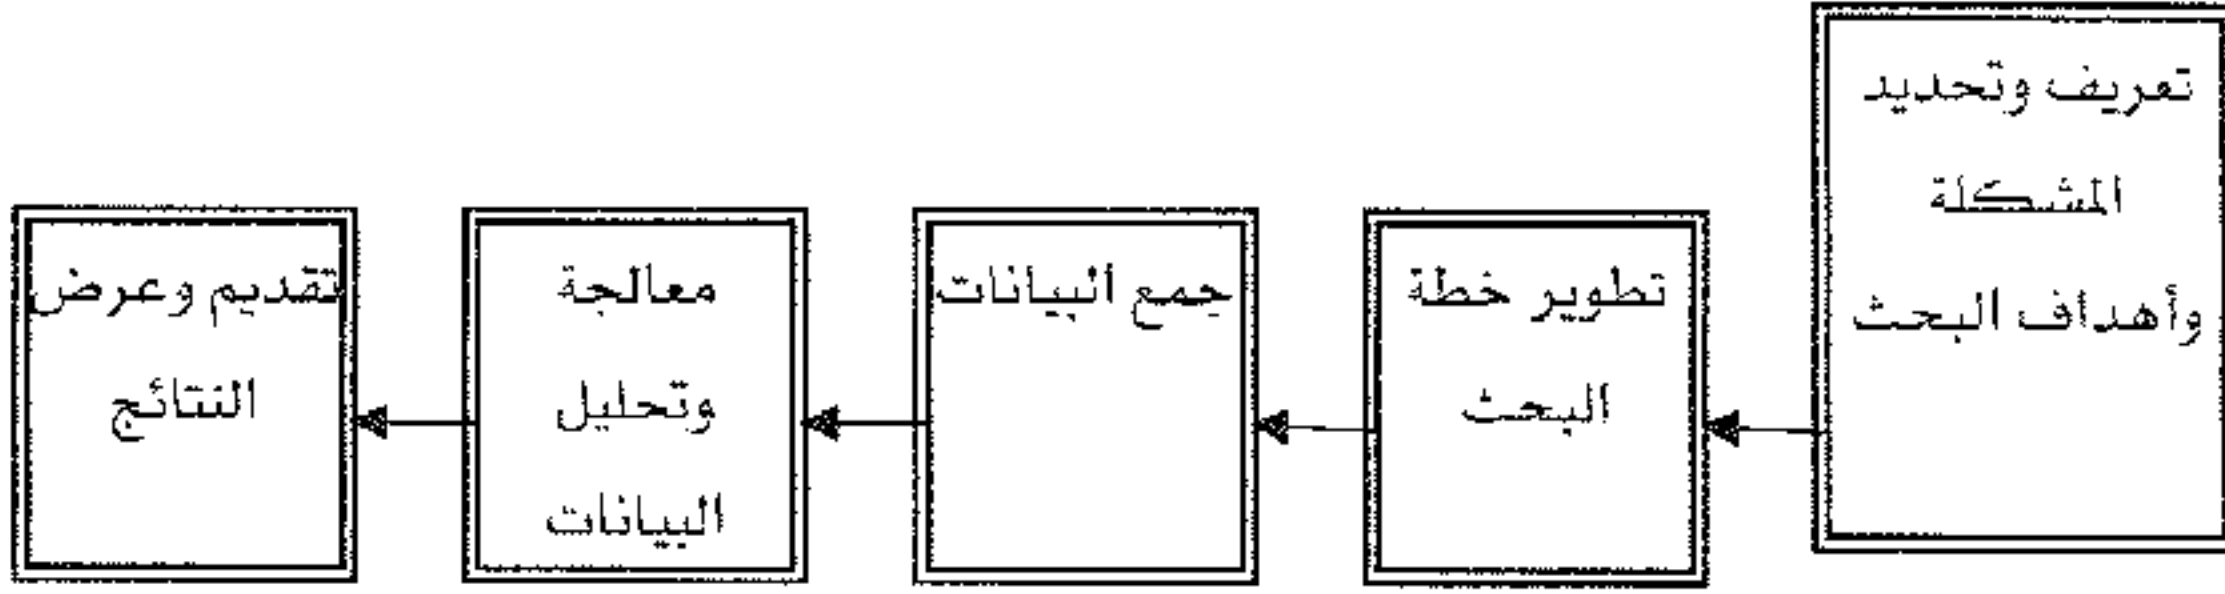 تعريف وتحديد
المشكلة
وأهداف البحث
تطوير خطة
البحث
جمع البيانات
معالجة
وتحليل
البيانات
تقديم وعرض
النتائج